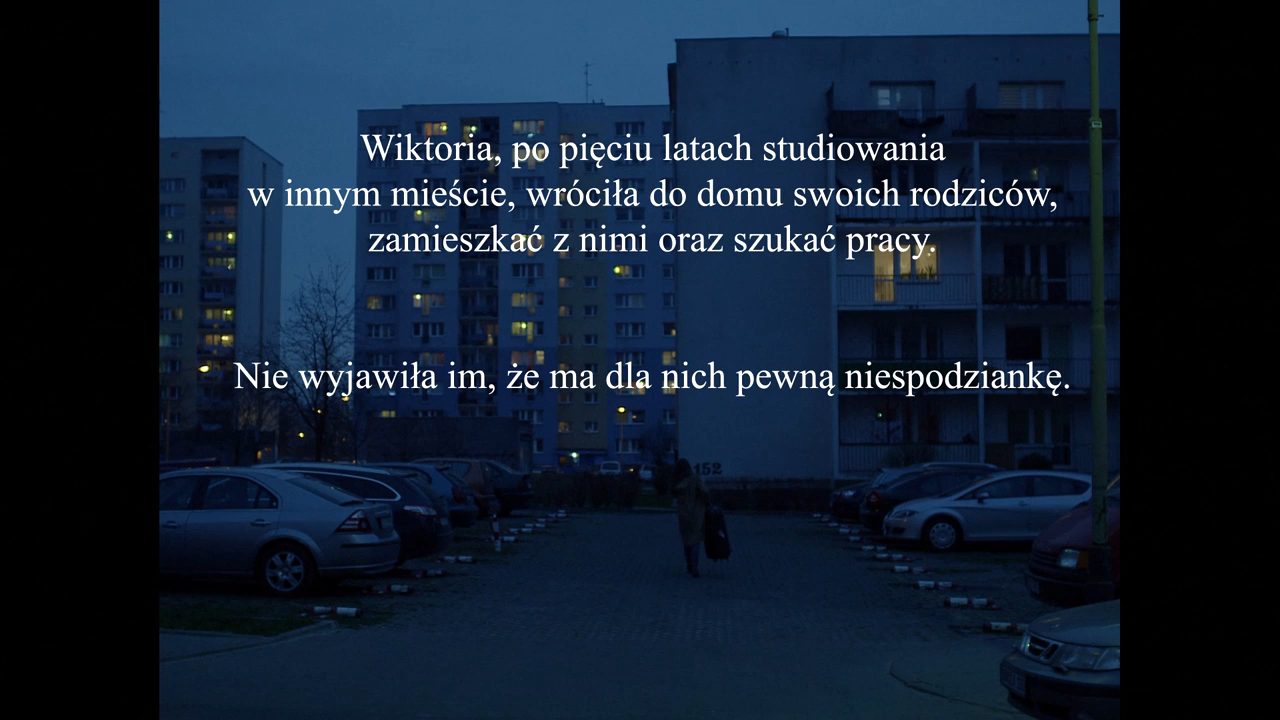 Wiktoria, po pięciu latach studiowania
w innym mieście, wróciła do domu swoich rodziców,
zamieszkać z nimi oraz szukać pracy.
Nie wyjawiła im, że ma dla nich pewną niespodziankę.
152